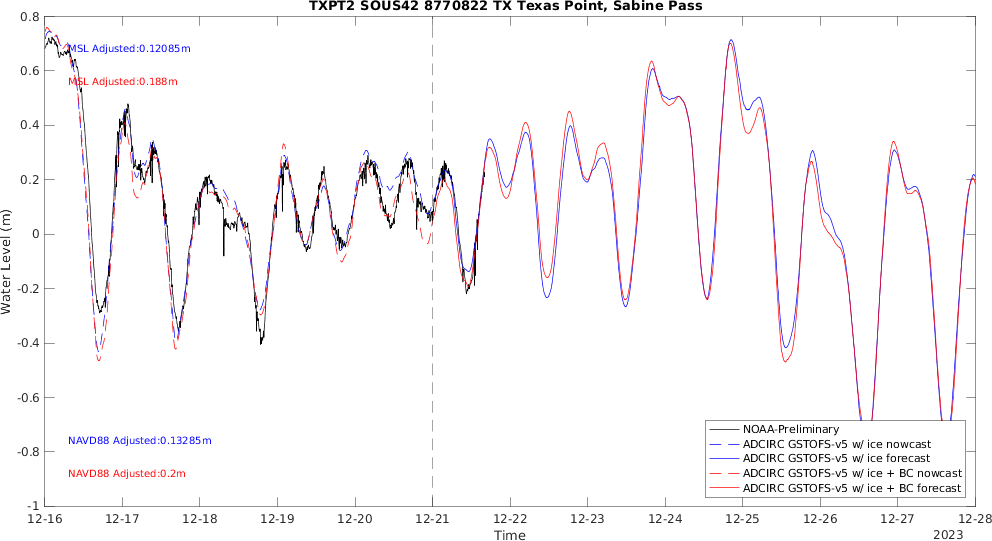 TXPT2 SOUS42 8770822 TX Texas Point, Sabine Pass
0.8
MSL Adjusted:0.12085m
0.6
MSL Adjusted:0.188m
0.4
0.2
0
Water Level (m)
-0.2
-0.4
-0.6
NOAA-Preliminary
NAVD88 Adjusted:0.13285m
ADCIRC GSTOFS-v5 w/ ice nowcast
-0.8
ADCIRC GSTOFS-v5 w/ ice forecast
NAVD88 Adjusted:0.2m
ADCIRC GSTOFS-v5 w/ ice + BC nowcast
ADCIRC GSTOFS-v5 w/ ice + BC forecast
-1
12-16 12-17 12-18 12-19 12-20 12-21 12-22 12-23 12-24 12-25 12-26 12-27 12-28
Time
2023